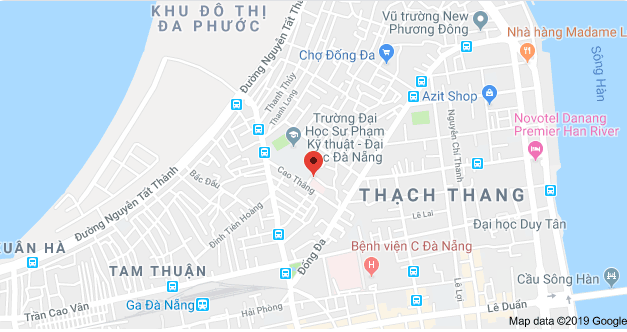 KHU ĐÔ THỊ
ĐA PHƯỚC
Vũ trường New
Phương Đông
Nhà hàng Madame L
Chợ Đống Đa
Sông Hàn
Đường Nguyễn Tất Thành
Thanh Thủy
Thanh Long
Azit Shop
Trường Đại
Học Sư Phạm
Kỹ thuật - Đại
học Đà Nẵng
Novotel Danang
Premier Han River
Nguyễn Chí Thanh
Bắc Đẩu
Cao Thắng
THẠCH THANG
Đường Nguyễn Tất Thành
Đinh Tiên Hoàng
Lê Lai
Đại học Duy Tân
UÂN HÀ
Đống Đa
Bệnh viện C Đà Nẵng
TAM THUẬN
Cầu Sông Hàn
Lê Lợi
Trần Cao Vân
Ga Đà Nẵng
Hải Phòng
Lê Duẩn
Map data ©2019 Google